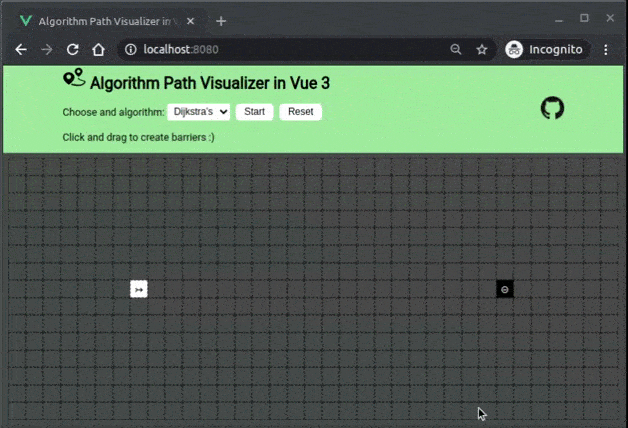 Algorithm Path Visualizer in
localhost:8080
Incognito
Algorithm Path Visualizer in Vue 3
Choose and algorithm: Dijkstra's Start Reset
Click and drag to create barriers :)